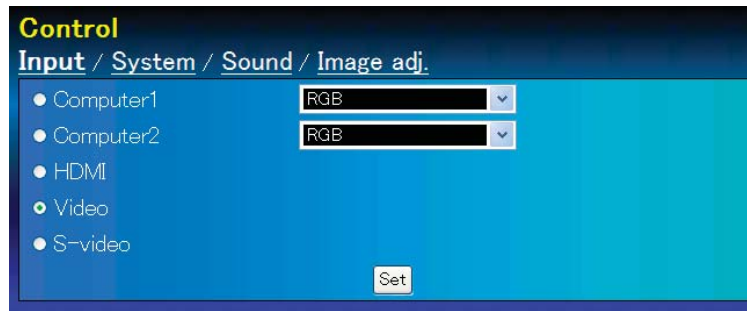 Control
Input / System / Sound / Image adj.
Computer1 RGB
Computer2 RGB
HDMI
Video
S-video
Set